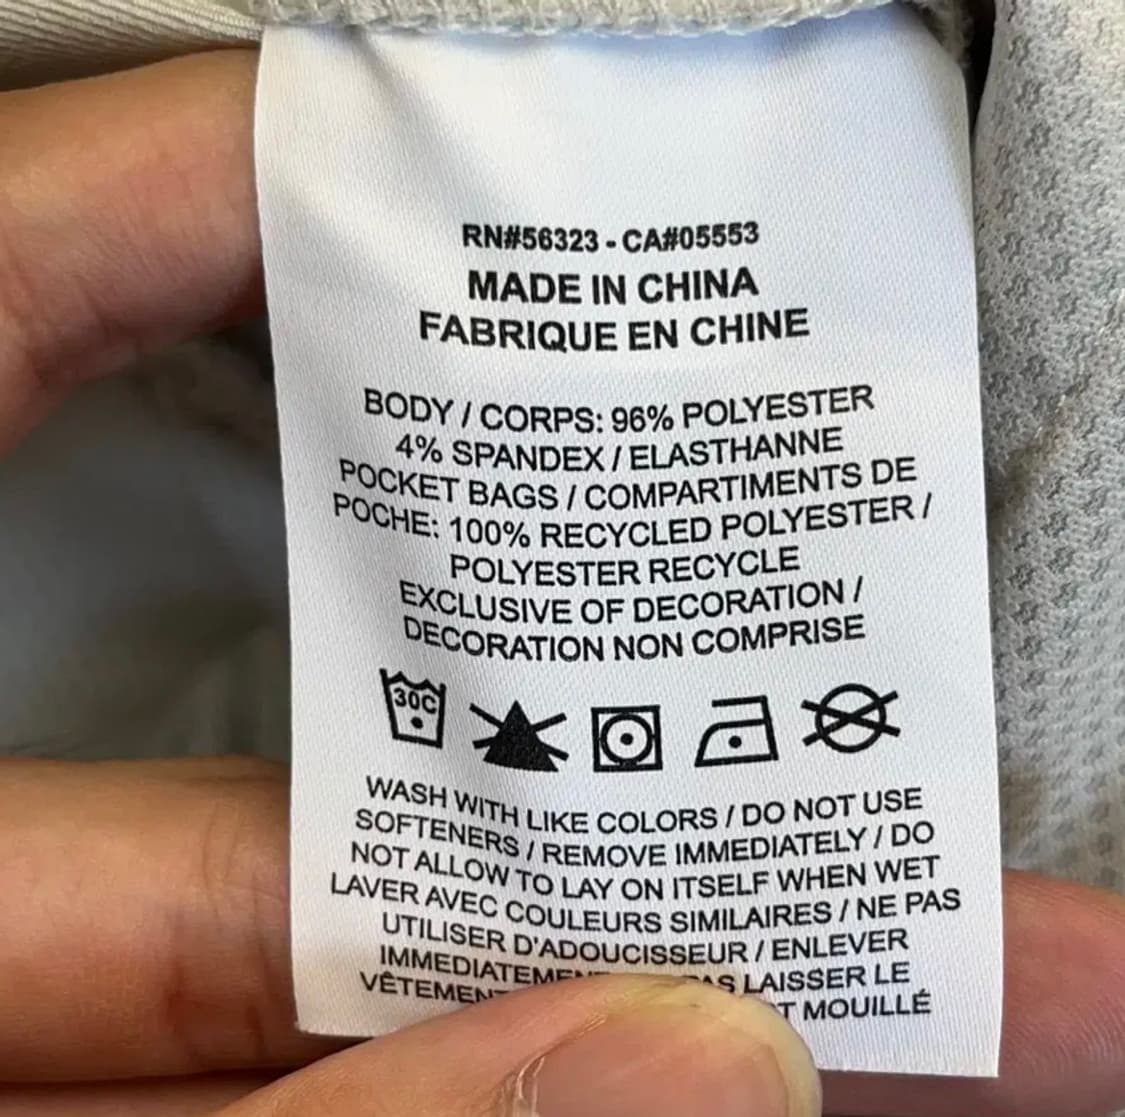 RN#56323 - CA#05553
MADE IN CHINA
FABRIQUE EN CHINE
BODY / CORPS: 96% POLYESTER
4% SPANDEX / ELASTHANNE
POCKET BAGS / COMPARTIMENTS DE
POCHE: 100% RECYCLED POLYESTER /
POLYESTER RECYCLE
EXCLUSIVE OF DECORATION /
DECORATION NON COMPRISE
30C
WASH WITH LIKE COLORS / DO NOT USE
SOFTENERS / REMOVE IMMEDIATELY / DO
NOT ALLOW TO LAY ON ITSELF WHEN WET
LAVER AVEC COULEURS SIMILAIRES / NE PAS
UTILISER D'ADOUCISSEUR / ENLEVER
LAISSER LE
MOUILLÉ